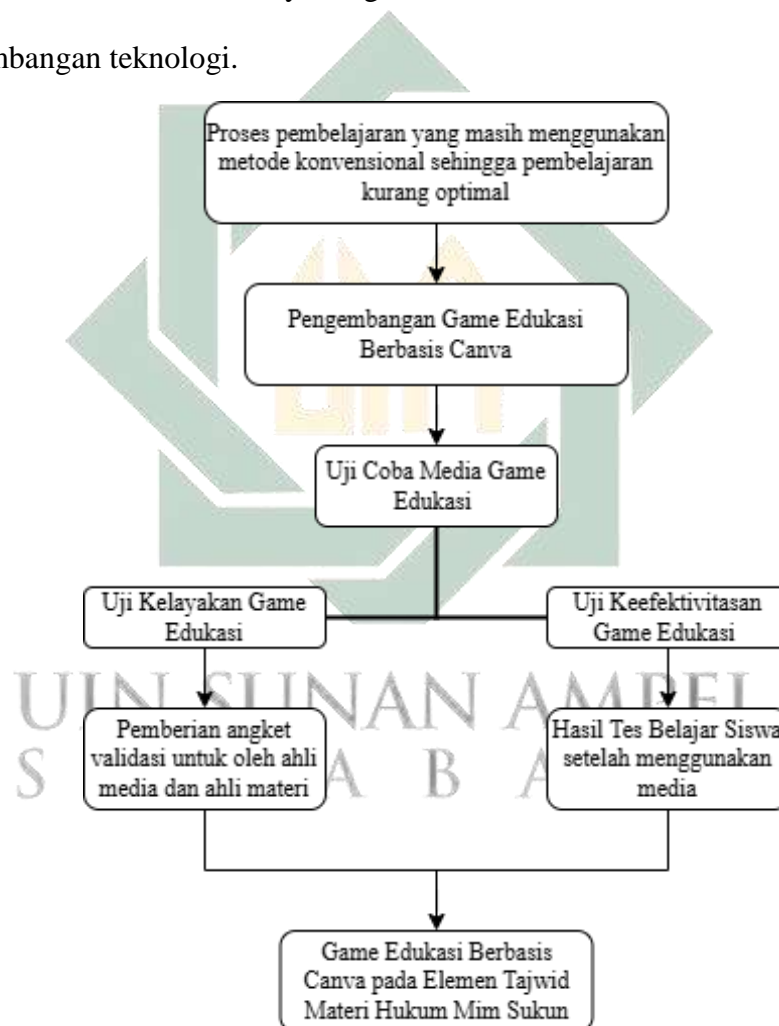 mbangan teknologi.
Proses pembelajaran yang masih menggunakan
metode konvensional sehingga pembelajaran
kurang optimal
Pengembangan Game Edukasi
Berbasis Canva
Uji Coba Media Game
Edukasi
Uji Kelayakan Game
Edukasi
Uji Keefektivitasan
Game Edukasi
UIN SUNAN AMPEL
Pemberian angket
validasi untuk oleh ahli
media dan ahli materi
Hasil Tes Belajar Siswa
setelah menggunakan
media
Game Edukasi Berbasis
Canva pada Elemen Tajwid
Materi Hukum Mim Sukun